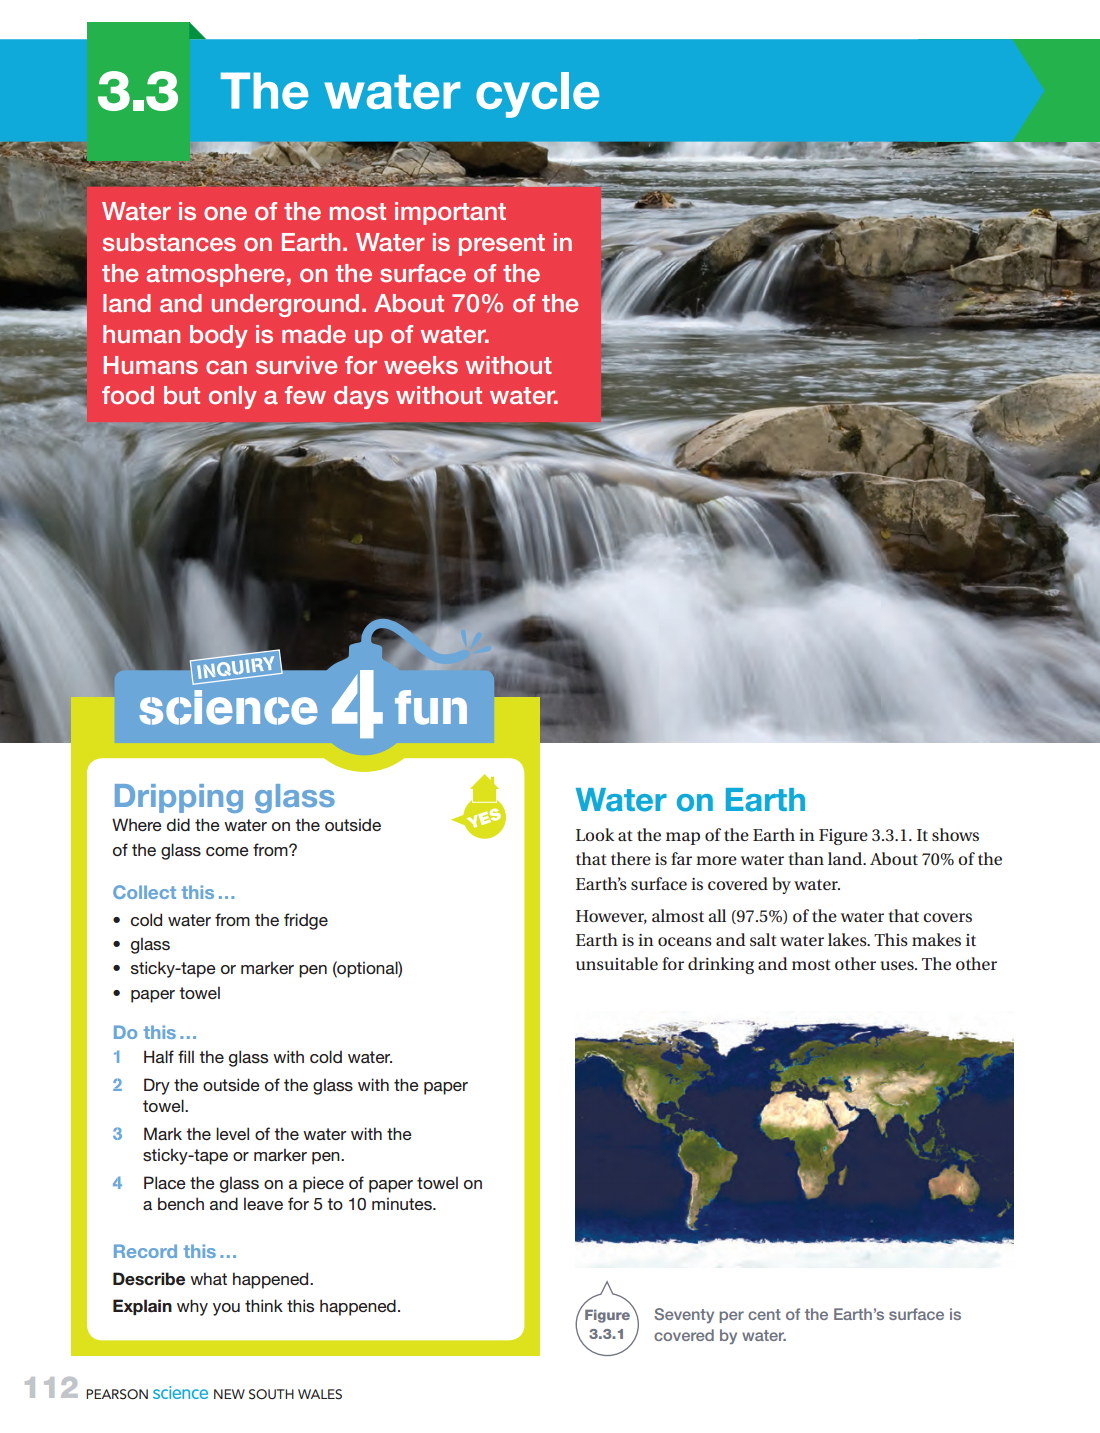 3.3 The water cycle
Water is one of the most important
substances on Earth. Water is present in
the atmosphere, on the surface of the
land and underground. About 70% of the
human body is made up of water.
Humans can survive for weeks without
food but only a few days without water.
INQUIRY
science 4 fun
Dripping glass
YES
Where did the water on the outside
of the glass come from?
Collect this...
• cold water from the fridge
• glass
• sticky-tape or marker pen (optional)
• paper towel
Do this...
1 Half fill the glass with cold water.
2 Dry the outside of the glass with the paper
towel.
3 Mark the level of the water with the
sticky-tape or marker pen.
4 Place the glass on a piece of paper towel on
a bench and leave for 5 to 10 minutes.
Record this...
Describe what happened.
Explain why you think this happened.
Water on Earth
Look at the map of the Earth in Figure 3.3.1. It shows
that there is far more water than land. About 70% of the
Earth's surface is covered by water.
However, almost all (97.5%) of the water that covers
Earth is in oceans and salt water lakes. This makes it
unsuitable for drinking and most other uses. The other
Figure
3.3.1
Seventy per cent of the Earth's surface is
covered by water.
112 PEARSON science NEW SOUTH WALES